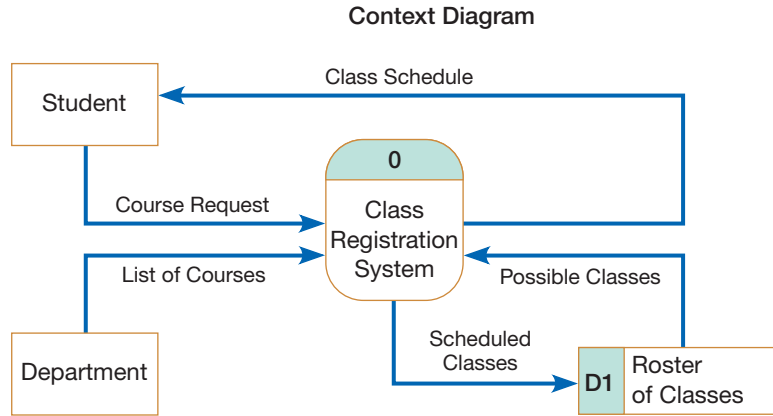 Context Diagram
Class Schedule
Student
0
Course Request
Class
Registration
System
List of Courses
Possible Classes
Department
Scheduled
Classes
D1
Roster
of Classes